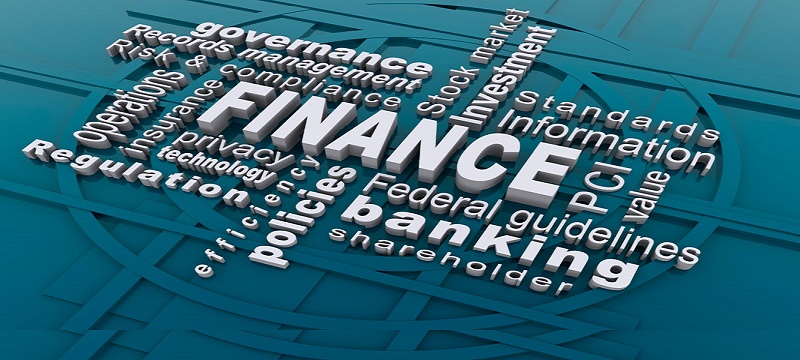 governance
Records management
Risk & compliance
Stock market
Investment
operations
insurance
FINANCE
Standards
Information
privacy
technology
Regulation
efficiency
policies
Federal guidelines
PCI
value
banking
shareholder